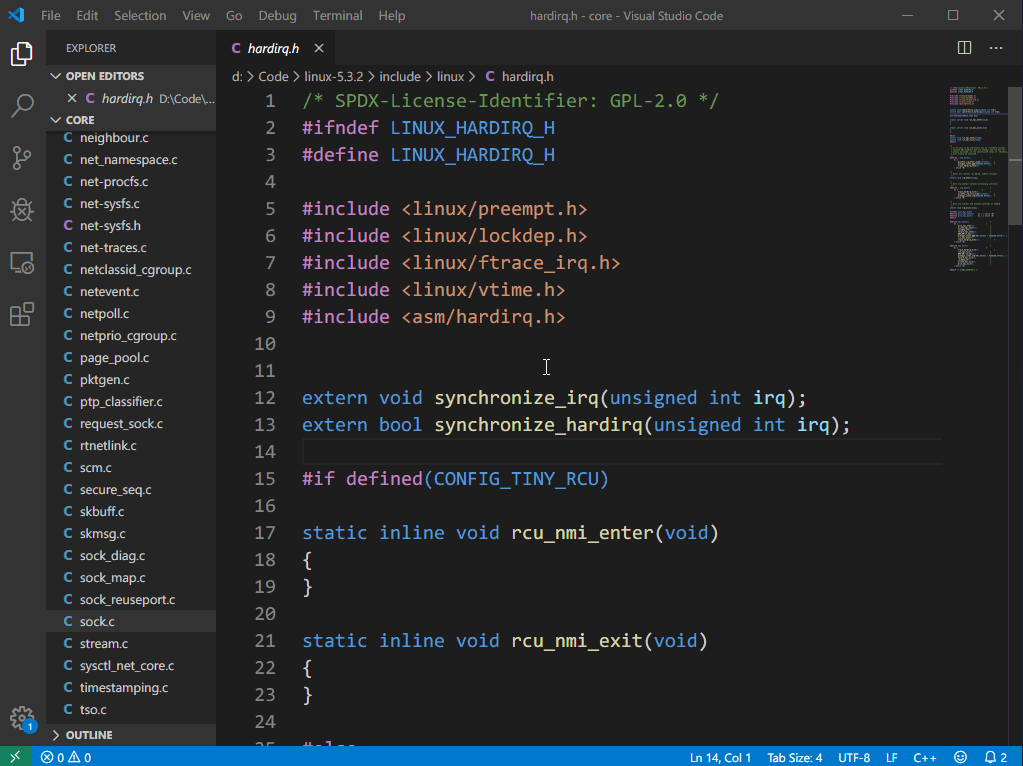 File Edit Selection View Go Debug Terminal Help hardirq.h - core - Visual Studio Code
EXPLORER
OPEN EDITORS
hardirq.h D:\Code\...
CORE
neighbour.c
net_namespace.c
net-procfs.c
net-sysfs.c
net-sysfs.h
net-traces.c
netclassid_cgroup.c
netevent.c
netpoll.c
netprio_cgroup.c
page_pool.c
pktgen.c
ptp_classifier.c
request_sock.c
rtnetlink.c
scm.c
secure_seq.c
skbuff.c
skmsg.c
sock_diag.c
sock_map.c
sock_reuseport.c
sock.c
stream.c
sysctl_net_core.c
timestamping.c
tso.c
OUTLINE
C hardirq.h
d: > Code > linux-5.3.2 > include > linux > C hardirq.h
1 /* SPDX-License-Identifier: GPL-2.0 */
2 #ifndef LINUX_HARDIRQ_H
3 #define LINUX_HARDIRQ_H
4
5 #include <linux/preempt.h>
6 #include <linux/lockdep.h>
7 #include <linux/ftrace_irq.h>
8 #include <linux/vtime.h>
9 #include <asm/hardirq.h>
10
11
12 extern void synchronize_irq(unsigned int irq);
13 extern bool synchronize_hardirq(unsigned int irq);
14
15 #if defined(CONFIG_TINY_RCU)
16
17 static inline void rcu_nmi_enter(void)
18 {
19 }
20
21 static inline void rcu_nmi_exit(void)
22 {
23 }
24
25 #else
1
0 0 Ln 14, Col 1 Tab Size: 4 UTF-8 LF C++ 2